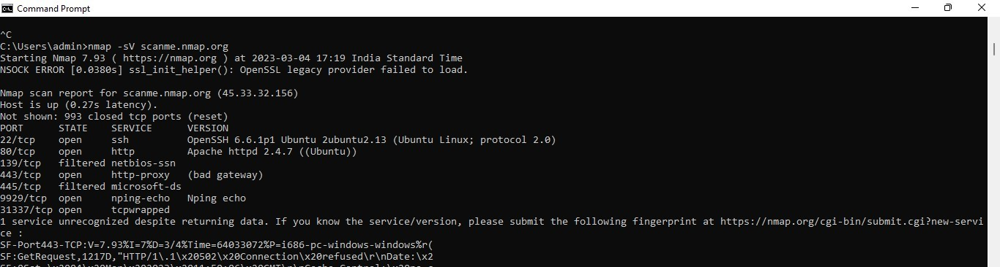 Command Prompt
^C
C:\Users\admin>nmap -sV scanme.nmap.org
Starting Nmap 7.93 ( https://nmap.org ) at 2023-03-04 17:19 India Standard Time
NSOCK ERROR [0.0380s] ssl_init_helper(): OpenSSL legacy provider failed to load.
Nmap scan report for scanme.nmap.org (45.33.32.156)
Host is up (0.27s latency).
Not shown: 993 closed tcp ports (reset)
PORT STATE SERVICE VERSION
22/tcp open ssh OpenSSH 6.6.1p1 Ubuntu 2ubuntu2.13 (Ubuntu Linux; protocol 2.0)
80/tcp open http Apache httpd 2.4.7 ((Ubuntu))
139/tcp filtered netbios-ssn
443/tcp open http-proxy (bad gateway)
445/tcp filtered microsoft-ds
9929/tcp open nping-echo Nping echo
31337/tcp open tcpwrapped
1 service unrecognized despite returning data. If you know the service/version, please submit the following fingerprint at https://nmap.org/cgi-bin/submit.cgi?new-servi
ce :
SF-Port443-TCP:V=7.93%I=7%D=3/4%Time=64033072%P=i686-pc-windows-windows%r(
SF:GetRequest,1217D,"HTTP/1\.1\x20502\x20Connection\x20refused\r\nDate:\x2